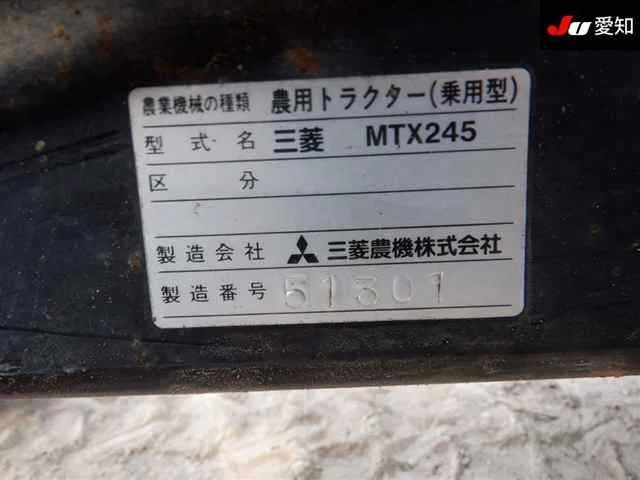 JU 愛知
農業機械の種類 農用トラクター(乗用型)
型式名 三菱 MTX245
区分
製造会社 三菱農機株式会社
製造番号 51301